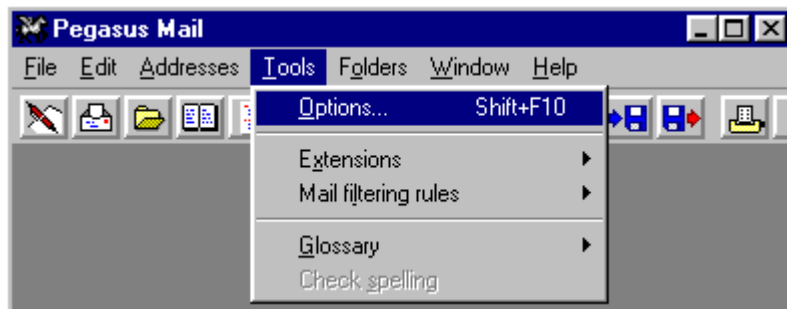 Pegasus Mail
File Edit Addresses Tools Folders Window Help
Options... Shift+F10
Extensions
Mail filtering rules
Glossary
Check spelling